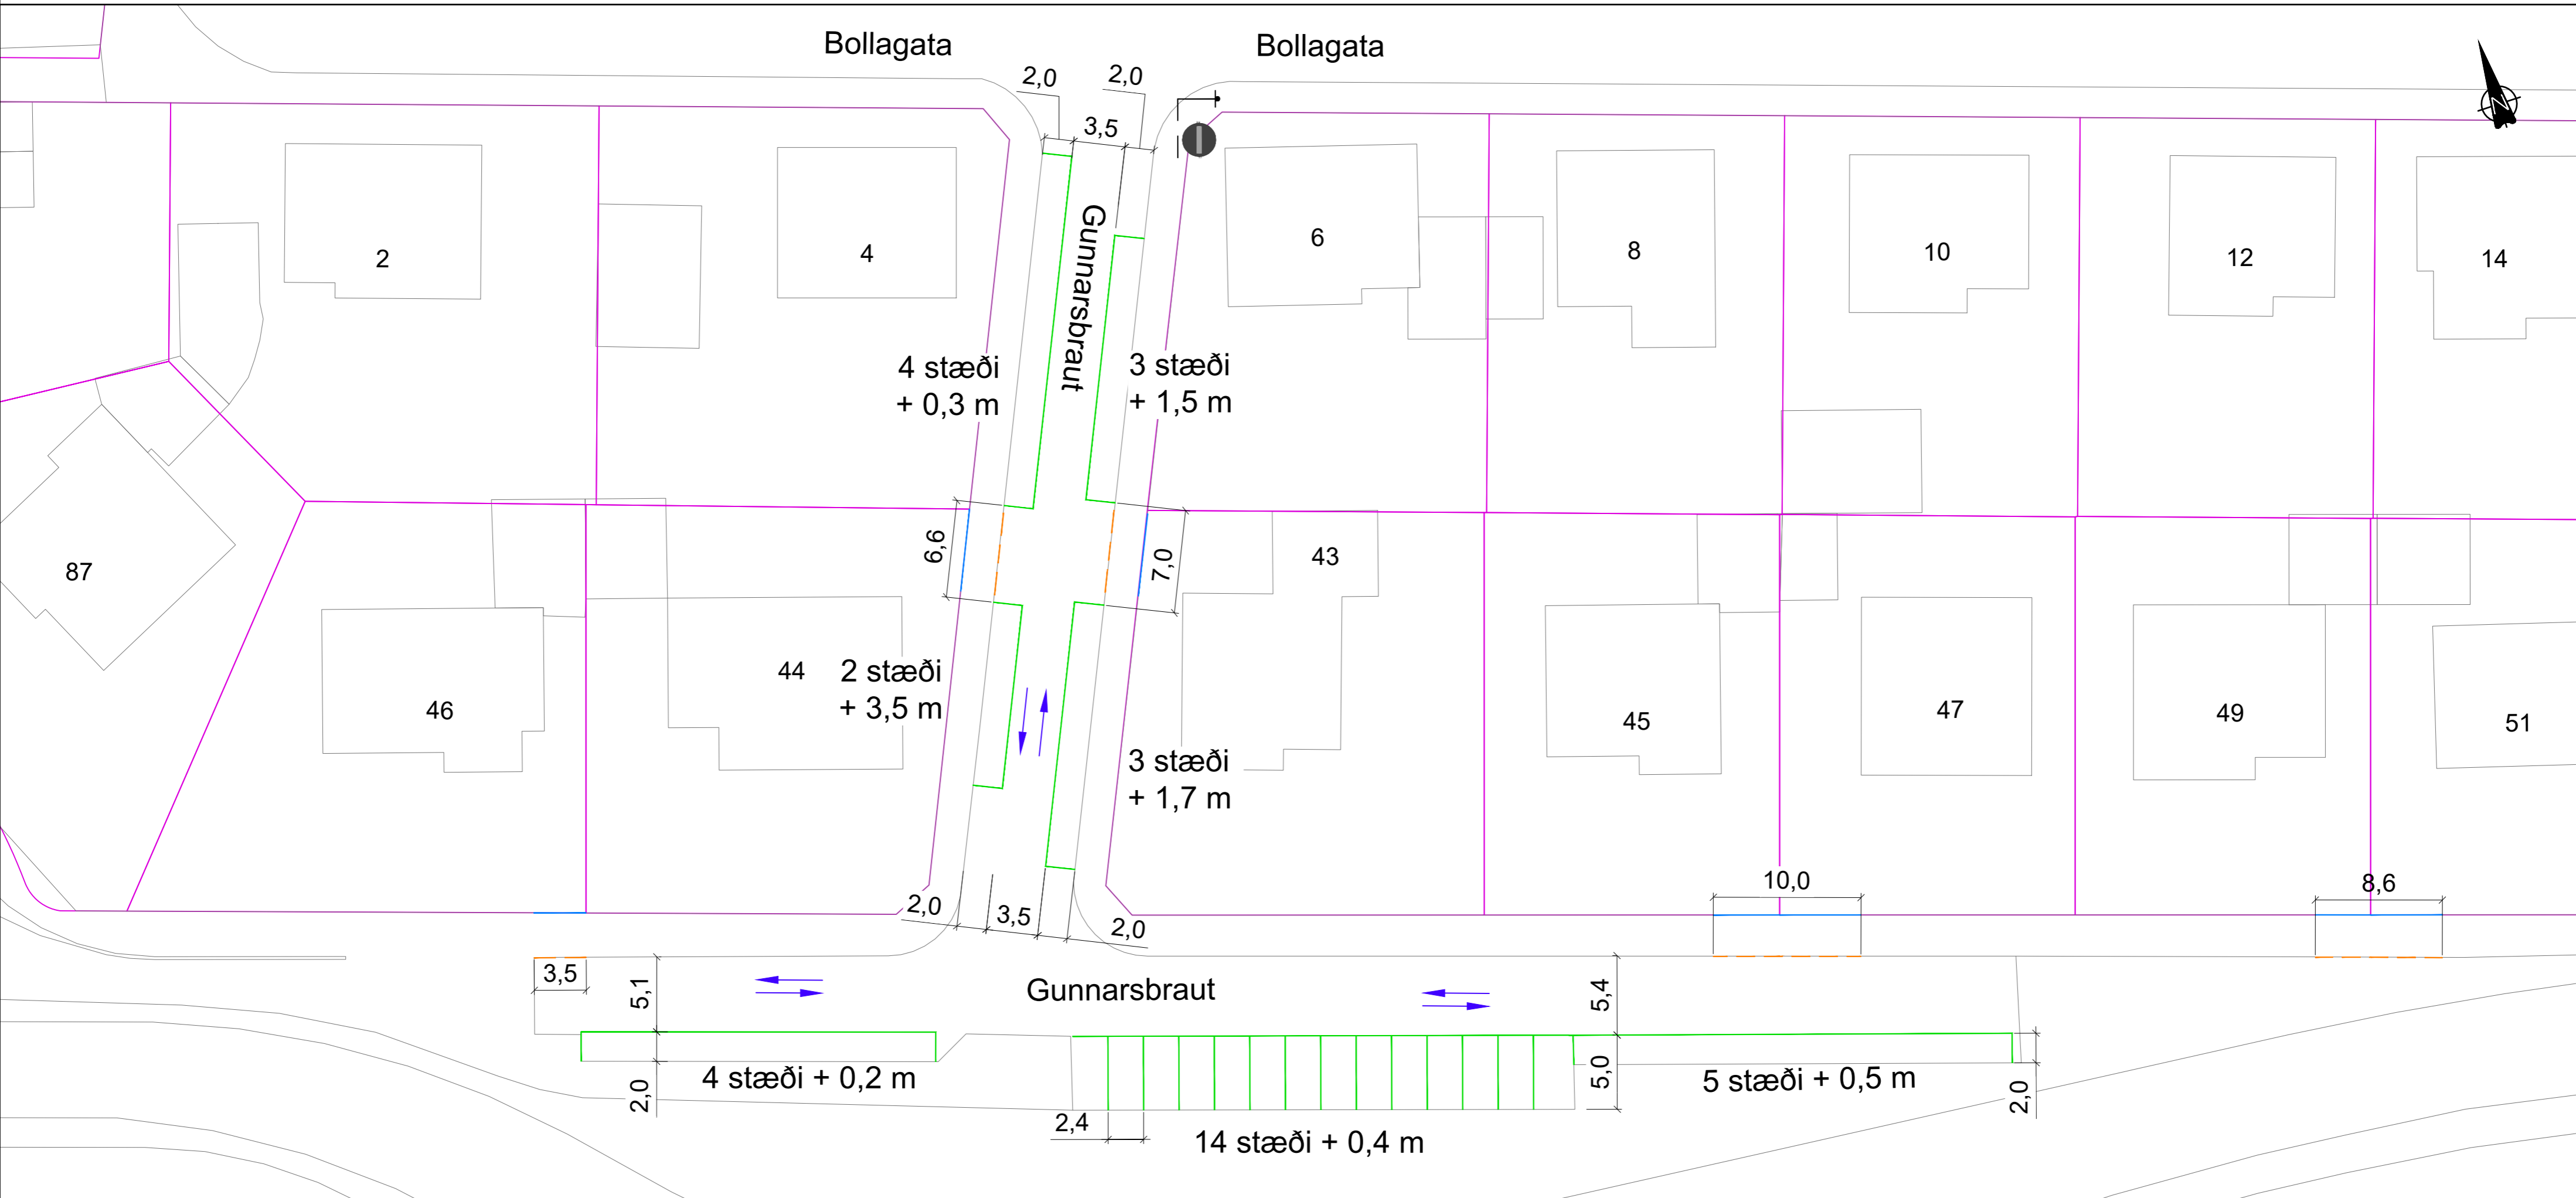 Bollagata
Bollagata
2,0
2,0
3,5
N
Gunnarsbraut
2
4
6
8
10
12
14
4 stæði
+ 0,3 m
3 stæði
+ 1,5 m
6,6
7,0
87
43
46
44
2 stæði
+ 3,5 m
45
47
49
51
3 stæði
+ 1,7 m
10,0
8,6
2,0
3,5
2,0
3,5
5,1
Gunnarsbraut
5,4
2,0
4 stæði + 0,2 m
5,0
5 stæði + 0,5 m
2,0
2,4
14 stæði + 0,4 m